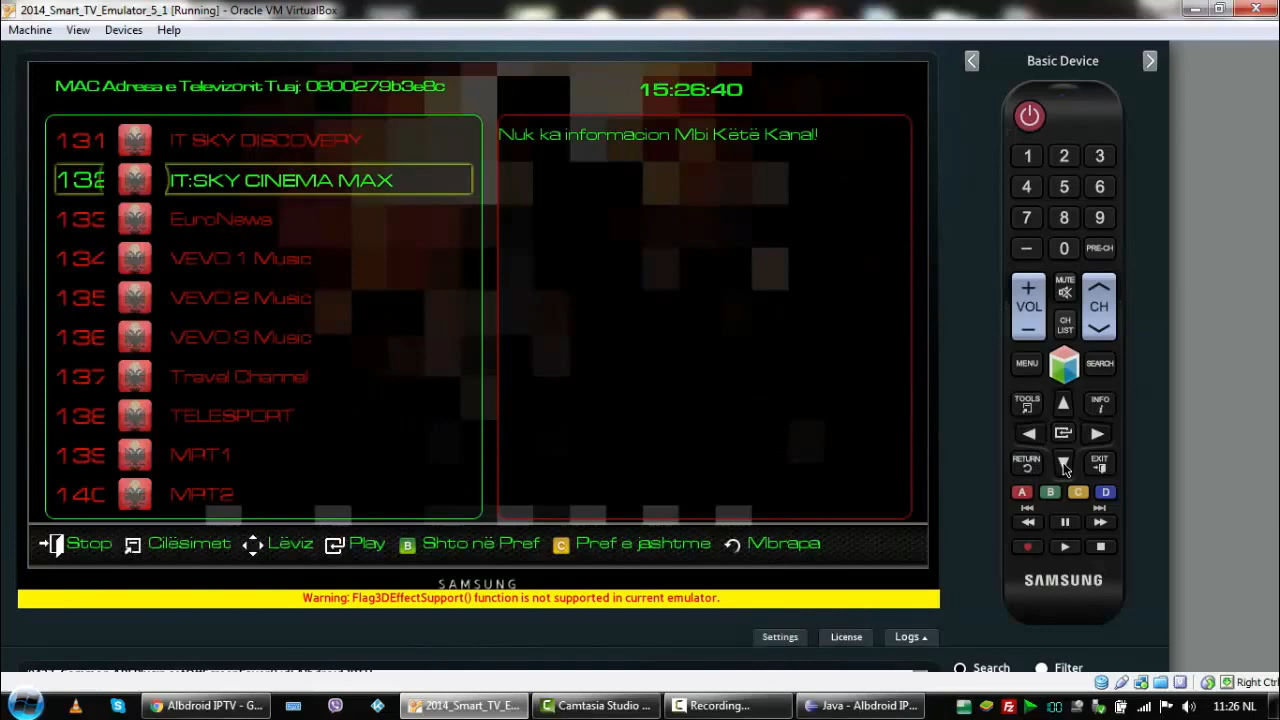 2014_Smart_TV_Emulator_5_1 [Running] - Oracle VM VirtualBox
Machine View Devices Help
MAC Adresa e Televizorit Tuaj: 0800279b3e8c 15:26:40
131 IT SKY DISCOVERY
132 IT:SKY CINEMA MAX
133 EuroNews
134 VEVO 1 Music
135 VEVO 2 Music
136 VEVO 3 Music
137 Travel Channel
138 TELESPORT
139 MRT1
140 MRT2
Nuk ka informacion Mbi Këtë Kanal!
Stop Cilësimet Lëviz Play B Shto në Pref C Pref e jashtme Mbrapa
SAMSUNG
Warning: Flag3DEffectSupport() function is not supported in current emulator.
Settings License Logs
Search Filter
Basic Device
1 2 3
4 5 6
7 8 9
- 0 PRE-CH
+ VOL -
MUTE
CH LIST
CH
MENU SEARCH
TOOLS INFO
RETURN EXIT
A B C D
SAMSUNG
Right Ctrl
Albdroid IPTV - G... 2014_Smart_TV_E... Camtasia Studio ... Recording... Java - Albdroid IP... 11:26 NL